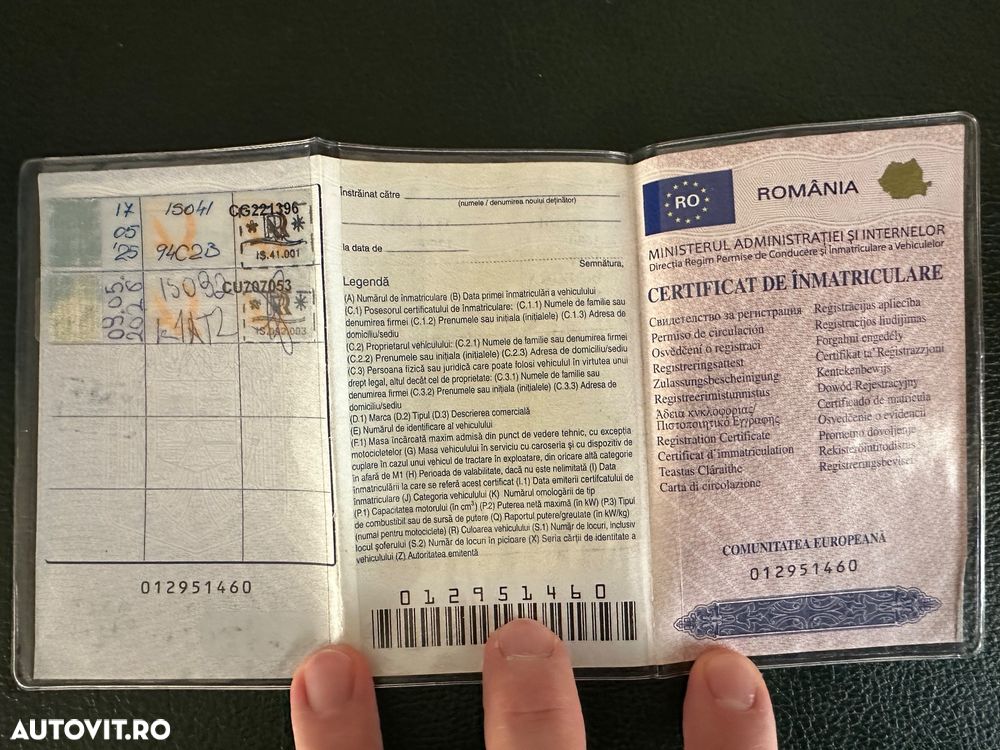 17
05
'25
IS041
94C2B
CG221396
R
IS.41.001
09.05.
2026
IS092
CU707053
R
012951460
Înstrăinat către
(numele / denumirea noului deținător)
la data de
Semnătura,
Legendă
(A) Numărul de înmatriculare (B) Data primei înmatriculări a vehiculului
(C.1) Posesorul certificatului de înmatriculare: (C.1.1) Numele de familie sau
denumirea firmei (C.1.2) Prenumele sau inițiala (inițialele) (C.1.3) Adresa de
domiciliu/sediu
(C.2) Proprietarul vehiculului: (C.2.1) Numele de familie sau denumirea firmei
(C.2.2) Prenumele sau inițiala (inițialele) (C.2.3) Adresa de domiciliu/sediu
(C.3) Persoana fizică sau juridică care poate folosi vehiculul în virtutea unui
drept legal, altul decât cel de proprietate: (C.3.1) Numele de familie sau
denumirea firmei (C.3.2) Prenumele sau inițiala (inițialele) (C.3.3) Adresa de
domiciliu/sediu
(D.1) Marca (D.2) Tipul (D.3) Descrierea comercială
(E) Numărul de identificare al vehiculului
(F.1) Masa încărcată maxim admisă din punct de vedere tehnic, cu excepția
motocicletelor (G) Masa vehiculului în serviciu cu caroseria și cu dispozitiv de
cuplare în cazul unui vehicul de tractare în exploatare, din oricare altă categorie
în afară de M1 (H) Perioada de valabilitate, dacă nu este nelimitată (I) Data
înmatriculării la care se referă acest certificat (I.1) Data emiterii certificatului de
înmatriculare (J) Categoria vehiculului (K) Numărul omologării de tip
(P.1) Capacitatea motorului (în cm³) (P.2) Puterea netă maximă (în kW) (P.3) Tipul
de combustibil sau de sursă de putere (Q) Raportul putere/greutate (în kW/kg)
(numai pentru motociclete) (R) Culoarea vehiculului (S.1) Număr de locuri, inclusiv
locul șoferului (S.2) Număr de locuri în picioare (X) Seria cărții de identitate a
vehiculului (Z) Autoritatea emitentă
012951460
RO
ROMÂNIA
MINISTERUL ADMINISTRAȚIEI ȘI INTERNELOR
Direcția Regim Permise de Conducere și Înmatriculare a Vehiculelor
CERTIFICAT DE ÎNMATRICULARE
Свидетелство за регистрация
Permiso de circulación
Osvědčení o registraci
Registreringsattest
Zulassungsbescheinigung
Registreerimistunnistus
Άδεια κυκλοφορίας/
Πιστοποιητικό Εγγραφής
Registration Certificate
Certificat d'immatriculation
Teastas Cláraithe
Carta di circolazione
Reģistrācijas apliecība
Registracijos liudijimas
Forgalmi engedély
Ċertifikat ta' Reġistrazzjoni
Kentekenbewijs
Dowód Rejestracyjny
Certificado de matrícula
Osvedčenie o evidencii
Prometno dovoljenje
Rekisteröintitodistus
Registreringsbeviset
COMUNITATEA EUROPEANĂ
012951460
AUTOVIT.RO